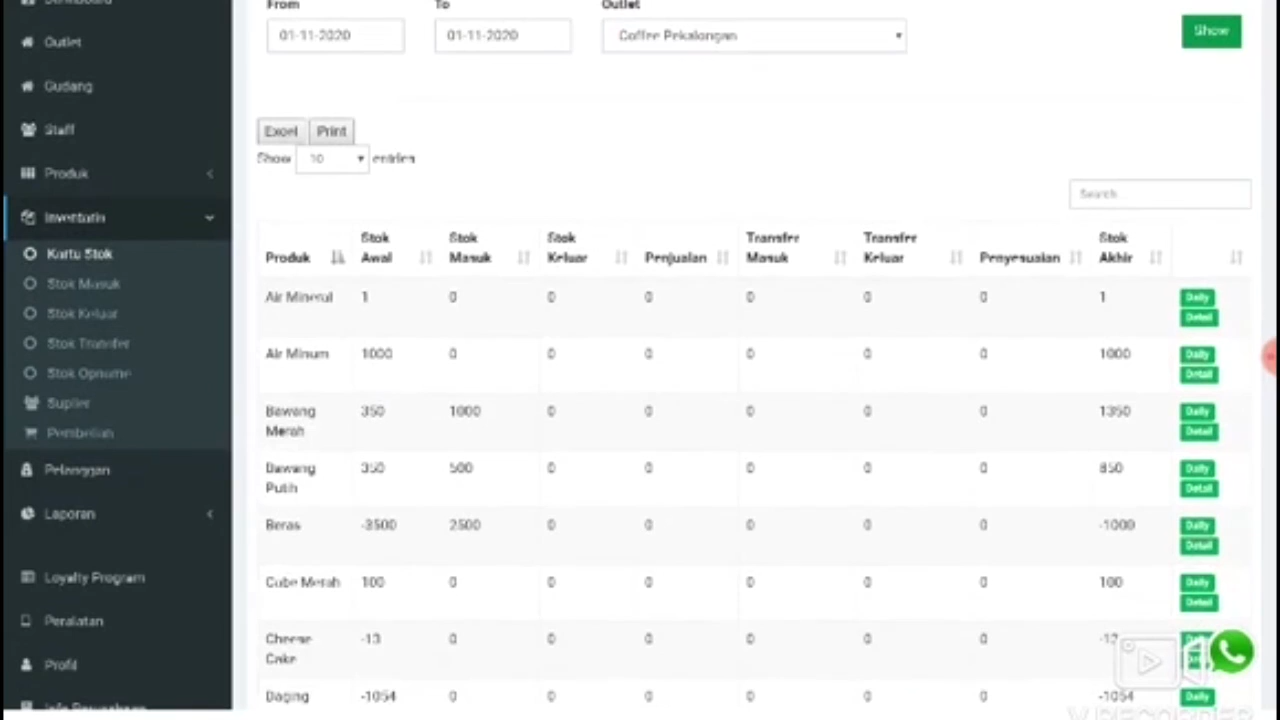 Dashboard
Outlet
Gudang
Staff
Produk
Inventaris
Kartu Stok
Stok Masuk
Stok Keluar
Stok Transfer
Stok Opname
Suplier
Pembelian
Pelanggan
Laporan
Loyalty Program
Peralatan
Profil
From To Outlet
01-11-2020 01-11-2020 Coffee Pekalongan Show
Excel Print
Show 10 entries
Search
Produk Stok Awal Stok Masuk Stok Keluar Penjualan Transfer Masuk Transfer Keluar Penyesuaian Stok Akhir
Air Mineral 1 0 0 0 0 0 0 1 Daily
Detail
Air Minum 1000 0 0 0 0 0 0 1000 Daily
Detail
Bawang 350 1000 0 0 0 0 0 1350 Daily
Merah Detail
Bawang 350 500 0 0 0 0 0 850 Daily
Putih Detail
Beras -3500 2500 0 0 0 0 0 -1000 Daily
Detail
Cabe Merah 100 0 0 0 0 0 0 100 Daily
Detail
Cheese -13 0 0 0 0 0 0 -13
Cake
Daging -1054 0 0 0 0 0 0 -1054 Daily